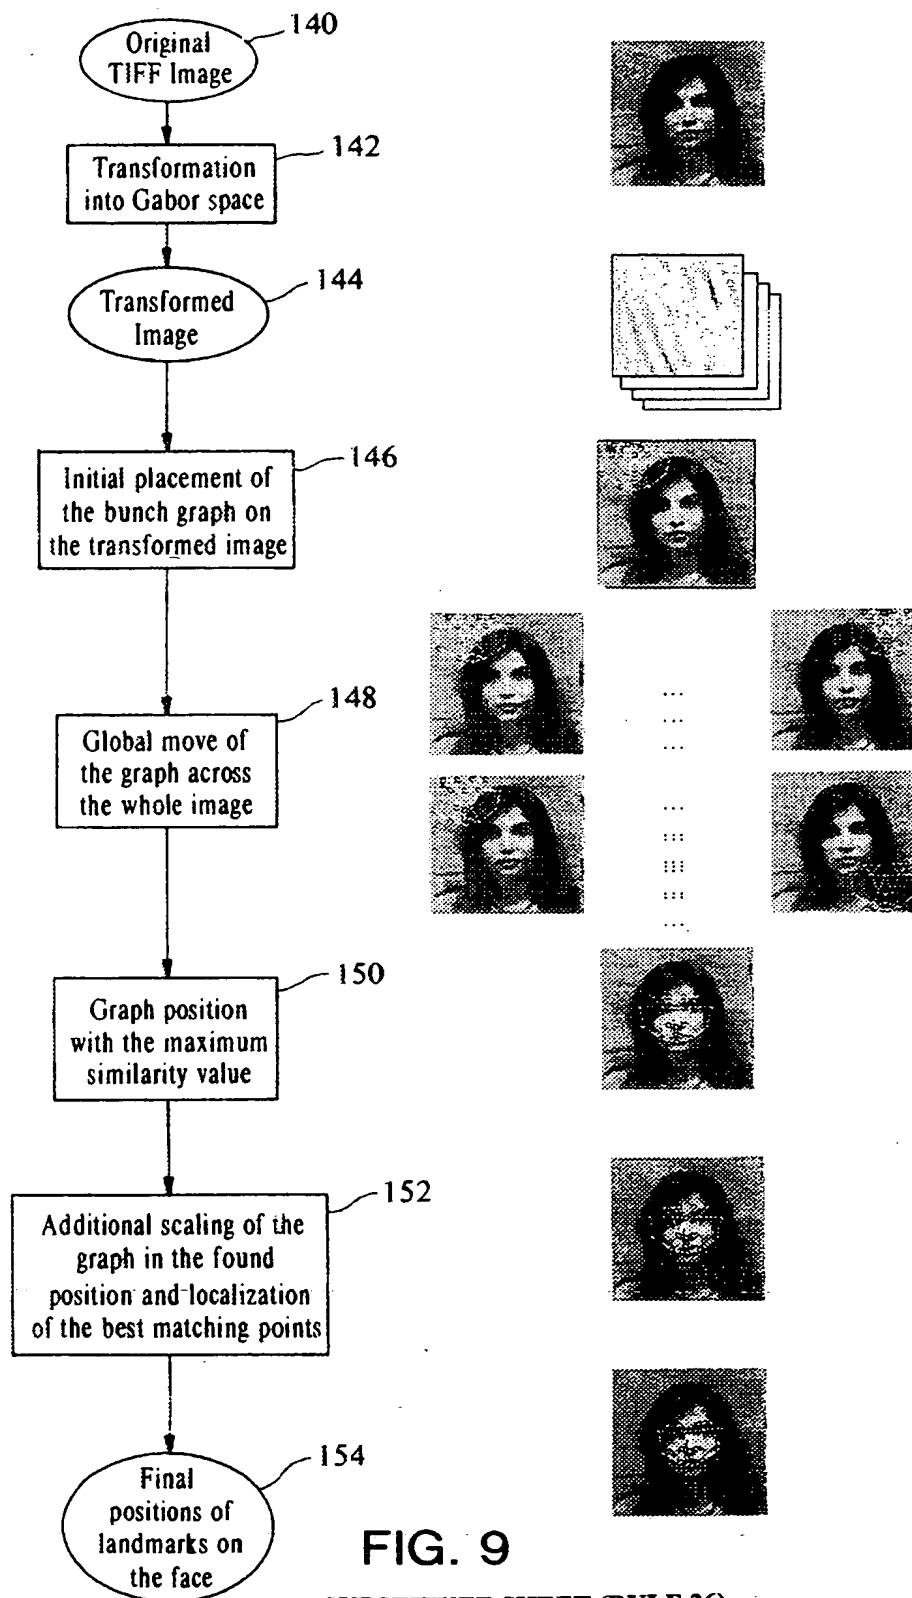 140
Original
TIFF Image
142
Transformation
into Gabor space
144
Transformed
Image
146
Initial placement of
the bunch graph on
the transformed image
148
Global move of
the graph across
the whole image
150
Graph position
with the maximum
similarity value
152
Additional scaling of the
graph in the found
position and localization
of the best matching points
154
Final
positions of
landmarks on
the face
FIG. 9